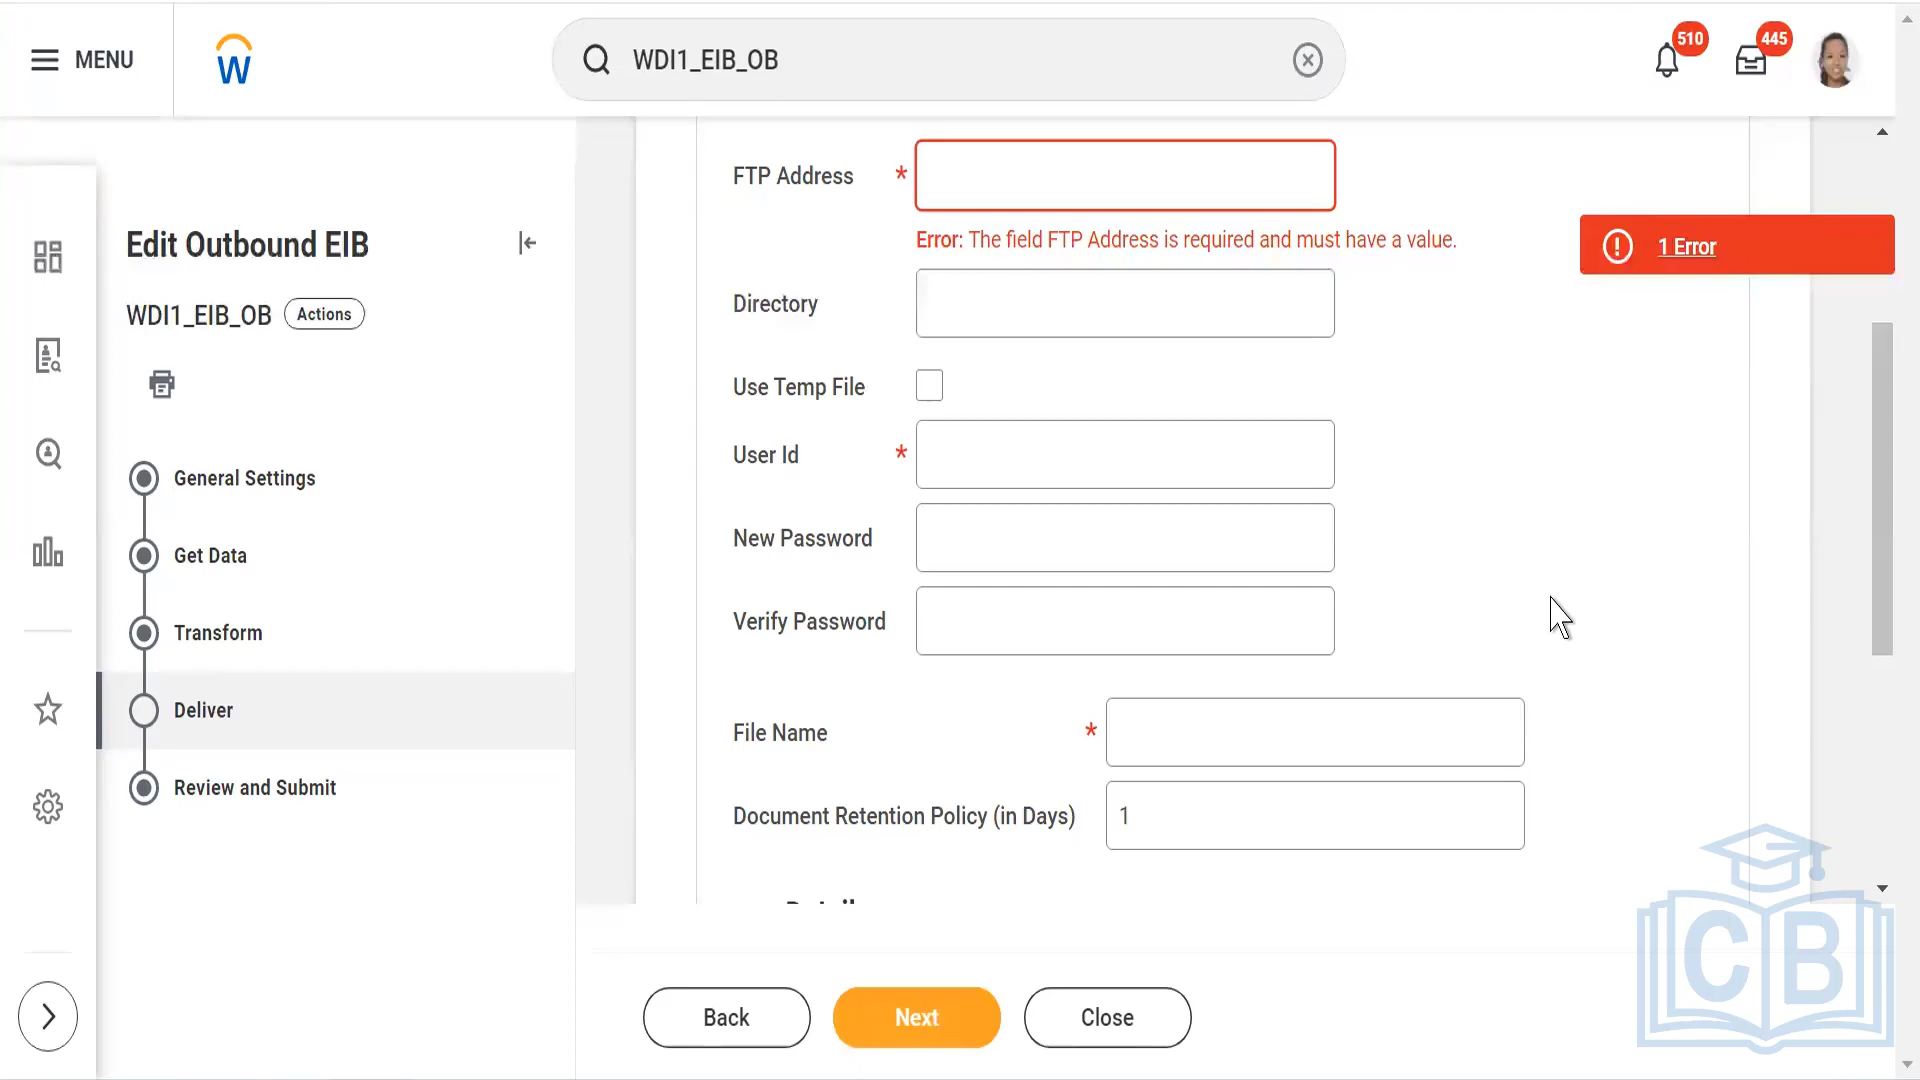 MENU
W
WDI1_EIB_OB
510
445
Edit Outbound EIB
WDI1_EIB_OB
Actions
General Settings
Get Data
Transform
Deliver
Review and Submit
FTP Address *
Error: The field FTP Address is required and must have a value.
1 Error
Directory
Use Temp File
User Id *
New Password
Verify Password
File Name *
Document Retention Policy (in Days) 1
Back
Next
Close
CB